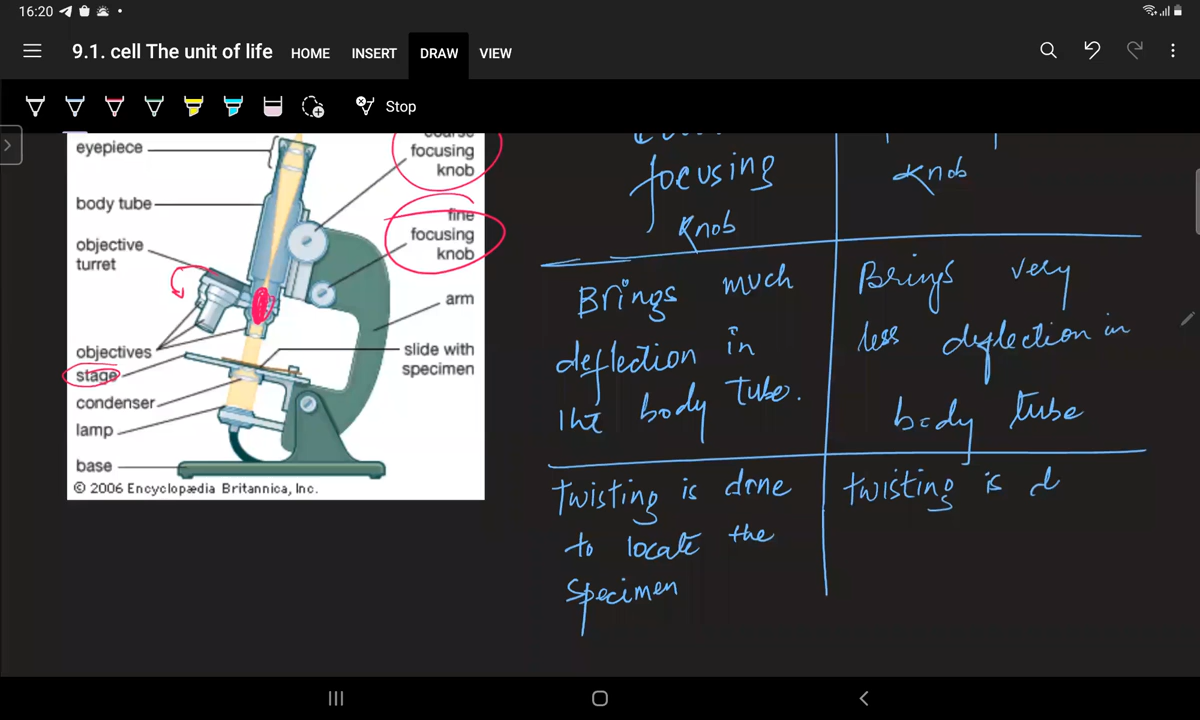 16:20
9.1. cell The unit of life HOME INSERT DRAW VIEW
Stop
eyepiece
body tube
objective
turret
objectives
stage
condenser
lamp
base
focusing
knob
fine
focusing
knob
arm
slide with
specimen
© 2006 Encyclopædia Britannica, Inc.
focusing
knob
knob
Brings much
deflection in
the body tube.
Brings very
less deflection in
body tube
twisting is done
to locate the
specimen
twisting is d